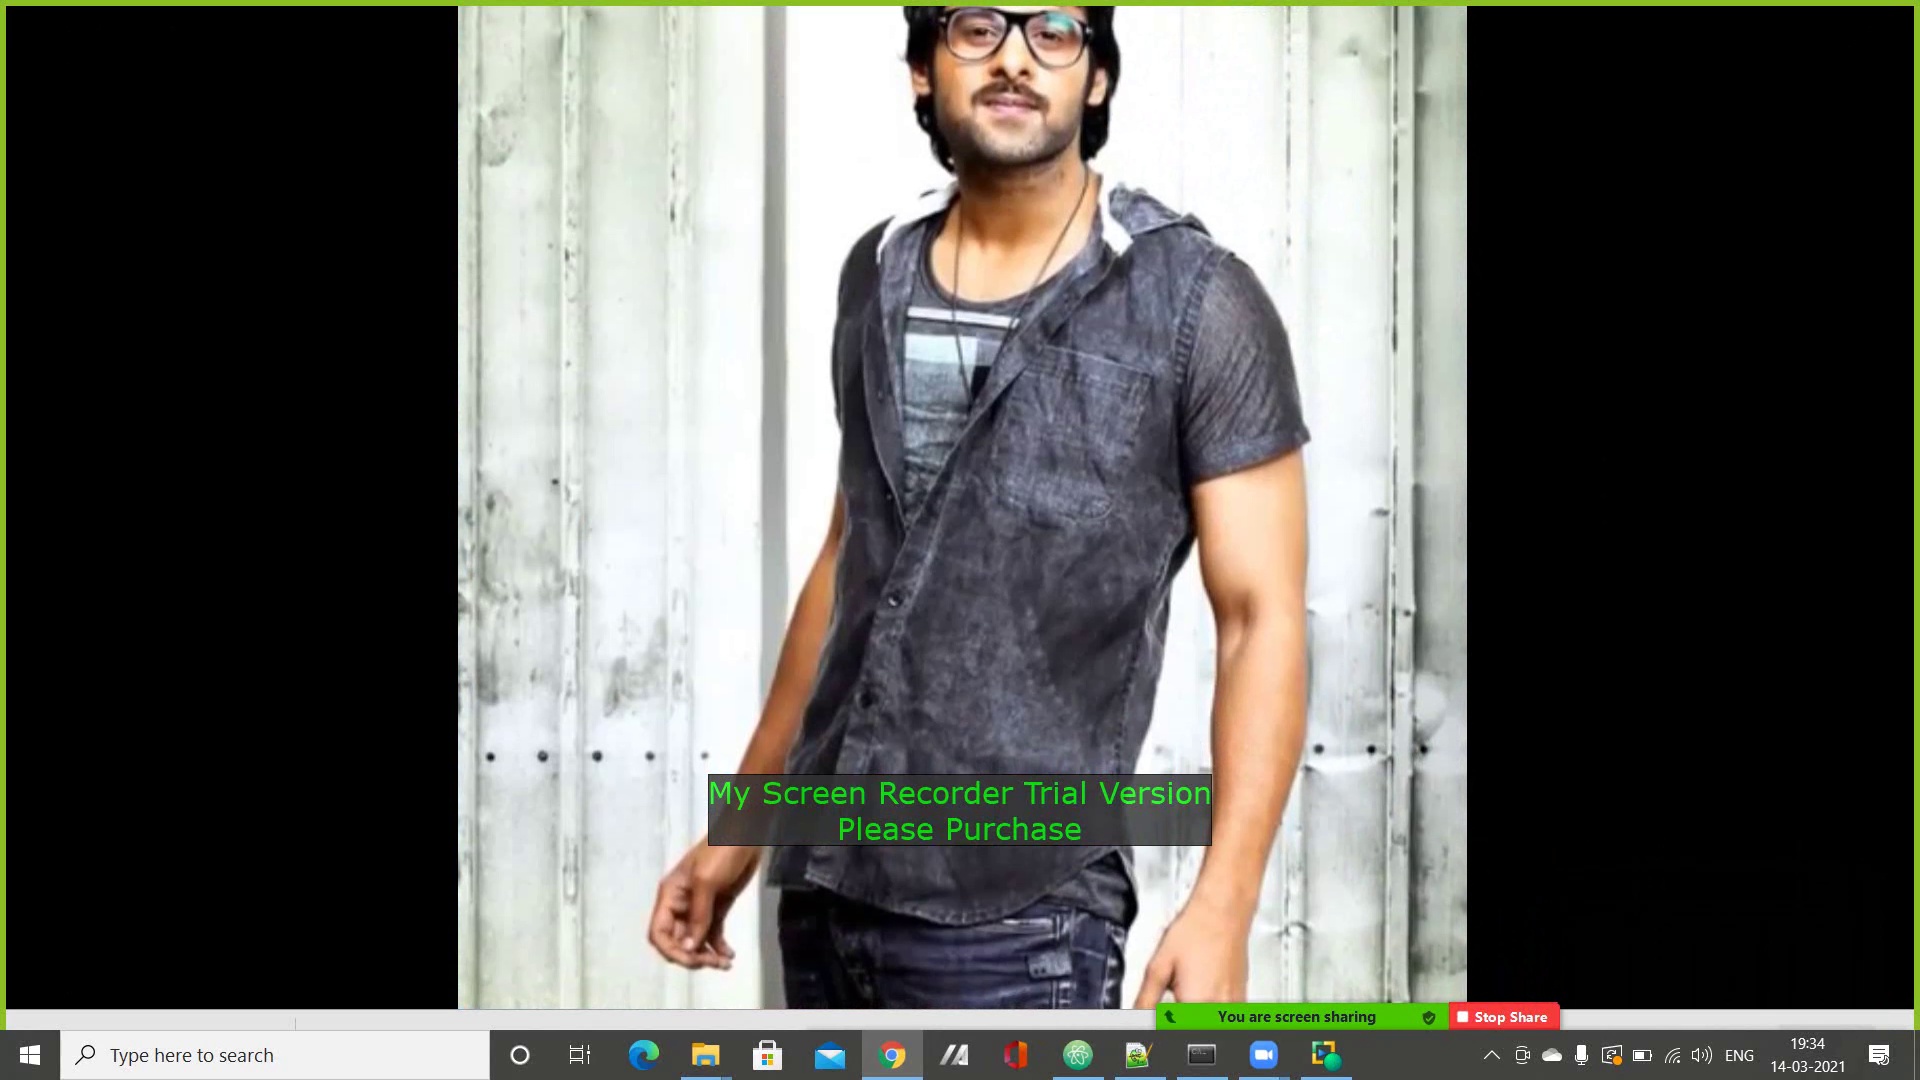 My Screen Recorder Trial Version
Please Purchase
You are screen sharing
Stop Share
Type here to search
ENG
19:34
14-03-2021